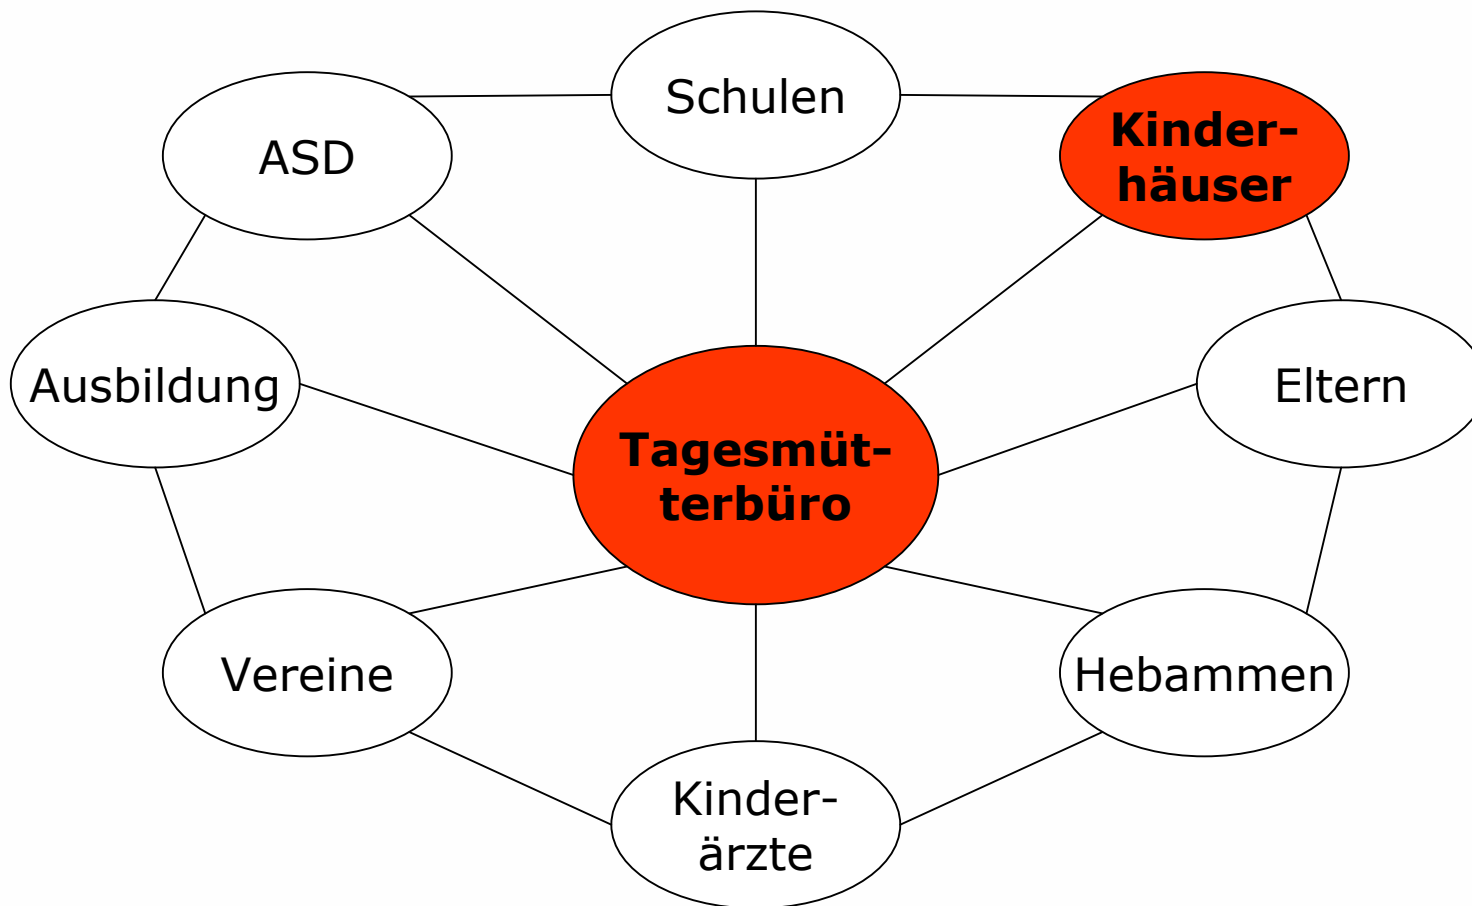 Schulen
ASD
Kinder-
häuser
Ausbildung
Eltern
Tagesmüt-
terbüro
Vereine
Hebammen
Kinder-
ärzte